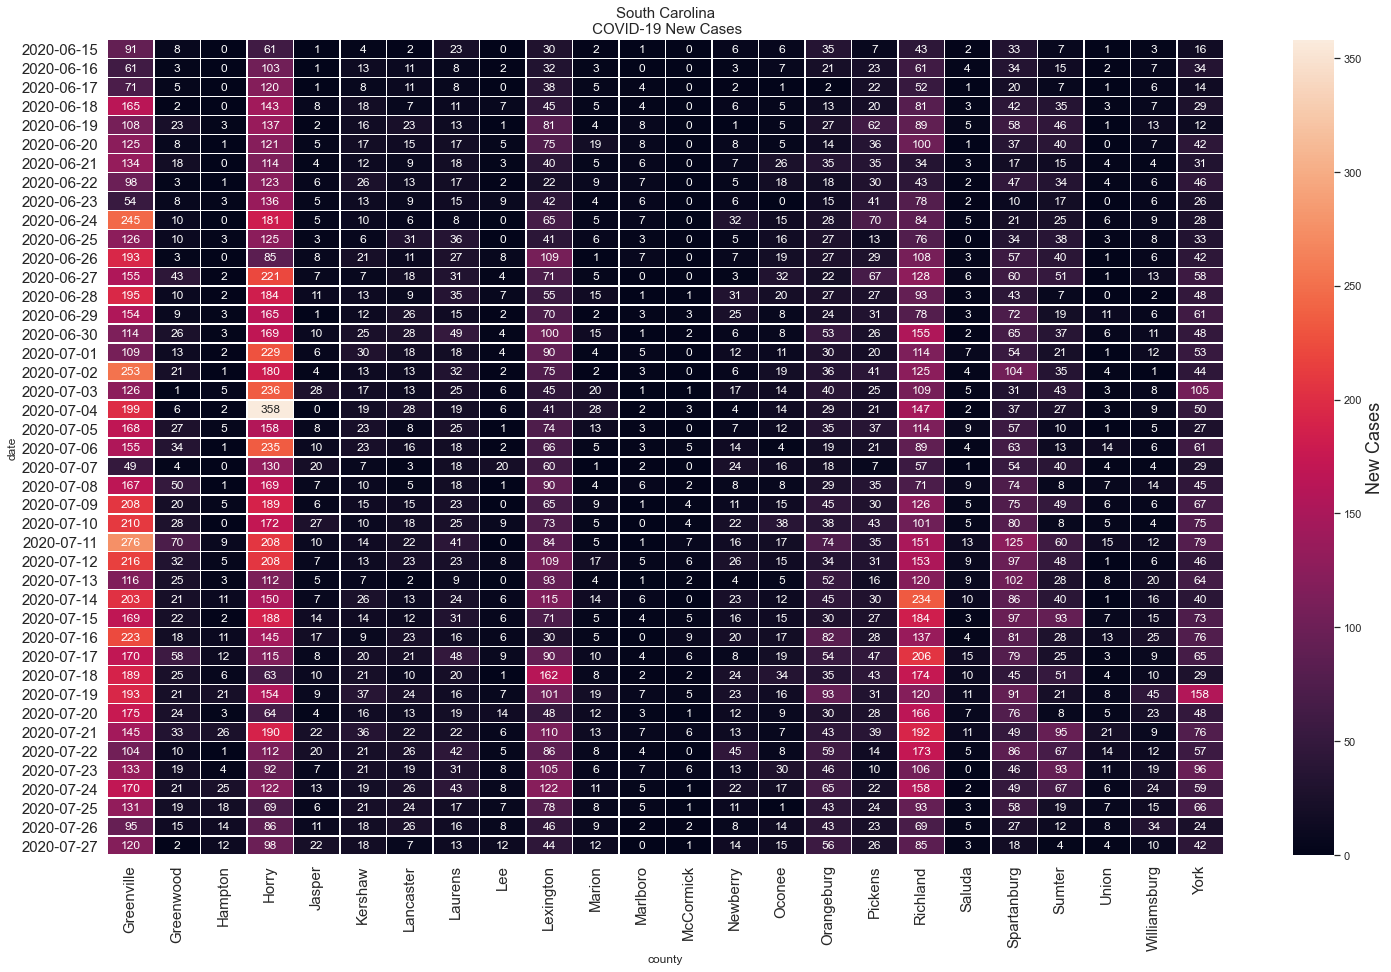 South Carolina
COVID-19 New Cases
2020-06-15 91 8 0 61 1 4 2 23 0 30 2 1 0 6 6 35 7 43 2 33 7 1 3 16
2020-06-16 61 3 0 103 1 13 11 8 2 32 3 0 0 3 7 21 23 61 4 34 15 2 7 34
2020-06-17 71 5 0 120 1 8 11 8 0 38 5 4 0 2 1 2 22 52 1 20 7 1 6 14
2020-06-18 165 2 0 143 8 18 7 11 7 45 5 4 0 6 5 13 20 81 3 42 35 3 7 29
2020-06-19 108 23 3 137 2 16 23 13 1 81 4 8 0 1 5 27 62 89 5 58 46 1 13 12
2020-06-20 125 8 1 121 5 17 15 17 5 75 19 8 0 8 5 14 36 100 1 37 40 0 7 42
2020-06-21 134 18 0 114 4 12 9 18 3 40 5 6 0 7 26 35 35 34 3 17 15 4 4 31
2020-06-22 98 3 1 123 6 26 13 17 2 22 9 7 0 5 18 18 30 43 2 47 34 4 6 46
2020-06-23 54 8 3 136 5 13 9 15 9 42 4 6 0 6 0 15 41 78 2 10 17 0 6 26
2020-06-24 245 10 0 181 5 10 6 8 0 65 5 7 0 32 15 28 70 84 5 21 25 6 9 28
2020-06-25 126 10 3 125 3 6 31 36 0 41 6 3 0 5 16 27 13 76 0 34 38 3 8 33
2020-06-26 193 3 0 85 8 21 11 27 8 109 1 7 0 7 19 27 29 108 3 57 40 1 6 42
2020-06-27 155 43 2 221 7 7 18 31 4 71 5 0 0 3 32 22 67 128 6 60 51 1 13 58
2020-06-28 195 10 2 184 11 13 9 35 7 55 15 1 1 31 20 27 27 93 3 43 7 0 2 48
2020-06-29 154 9 3 165 1 12 26 15 2 70 2 3 3 25 8 24 31 78 3 72 19 11 6 61
2020-06-30 114 26 3 169 10 25 28 49 4 100 15 1 2 6 8 53 26 155 2 65 37 6 11 48
2020-07-01 109 13 2 229 6 30 18 18 4 90 4 5 0 12 11 30 20 114 7 54 21 1 12 53
2020-07-02 253 21 1 180 4 13 13 32 2 75 2 3 0 6 19 36 41 125 4 104 35 4 1 44
2020-07-03 126 1 5 236 28 17 13 25 6 45 20 1 1 17 14 40 25 109 5 31 43 3 8 105
2020-07-04 199 6 2 358 0 19 28 19 6 41 28 2 3 4 14 29 21 147 2 37 27 3 9 50
2020-07-05 168 27 5 158 8 23 8 25 1 74 13 3 0 7 12 35 37 114 9 57 10 1 5 27
2020-07-06 155 34 1 235 10 23 16 18 2 66 5 3 5 14 4 19 21 89 4 63 13 14 6 61
2020-07-07 49 4 0 130 20 7 3 18 20 60 1 2 0 24 16 18 7 57 1 54 40 4 4 29
2020-07-08 167 50 1 169 7 10 5 18 1 90 4 6 2 8 8 29 35 71 9 74 8 7 14 45
2020-07-09 208 20 5 189 6 15 15 23 0 65 9 1 4 11 15 45 30 126 5 75 49 6 6 67
2020-07-10 210 28 0 172 27 10 18 25 9 73 5 0 4 22 38 38 43 101 5 80 8 5 4 75
2020-07-11 276 70 9 208 10 14 22 41 0 84 5 1 7 16 17 74 35 151 13 125 60 15 12 79
2020-07-12 216 32 5 208 7 13 23 23 8 109 17 5 6 26 15 34 31 153 9 97 48 1 6 46
2020-07-13 116 25 3 112 5 7 2 9 0 93 4 1 2 4 5 52 16 120 9 102 28 8 20 64
2020-07-14 203 21 11 150 7 26 13 24 6 115 14 6 0 23 12 45 30 234 10 86 40 1 16 40
2020-07-15 169 22 2 188 14 14 12 31 6 71 5 4 5 16 15 30 27 184 3 97 93 7 15 73
2020-07-16 223 18 11 145 17 9 23 16 6 30 5 0 9 20 17 82 28 137 4 81 28 13 25 76
2020-07-17 170 58 12 115 8 20 21 48 9 90 10 4 6 8 19 54 47 206 15 79 25 3 9 65
2020-07-18 189 25 6 63 10 21 10 20 1 162 8 2 2 24 34 35 43 174 10 45 51 4 10 29
2020-07-19 193 21 21 154 9 37 24 16 7 101 19 7 5 23 16 93 31 120 11 91 21 8 45 158
2020-07-20 175 24 3 64 4 16 13 19 14 48 12 3 1 12 9 30 28 166 7 76 8 5 23 48
2020-07-21 145 33 26 190 22 36 22 22 6 110 13 7 6 13 7 43 39 192 11 49 95 21 9 76
2020-07-22 104 10 1 112 20 21 26 42 5 86 8 4 0 45 8 59 14 173 2 86 67 14 12 57
2020-07-23 133 19 4 92 7 21 19 31 8 105 6 7 6 13 30 46 10 106 0 46 93 11 19 96
2020-07-24 170 21 25 122 13 19 26 43 8 122 11 5 1 22 17 65 22 158 2 49 67 6 24 59
2020-07-25 131 19 18 69 6 21 21 17 7 78 8 5 1 11 1 43 24 93 3 58 19 7 15 66
2020-07-26 95 15 14 86 11 18 26 16 8 46 9 2 2 8 14 43 23 69 5 27 12 8 34 24
2020-07-27 120 2 12 98 22 18 7 13 12 44 12 0 1 14 15 56 26 85 3 18 4 4 10 42
date
Greenville Greenwood Hampton Horry Jasper Kershaw Lancaster Laurens Lee Lexington Marion Marlboro McCormick Newberry Oconee Orangeburg Pickens Richland Saluda Spartanburg Sumter Union Williamsburg York
county
350
300
250
200
150
100
50
0
New Cases